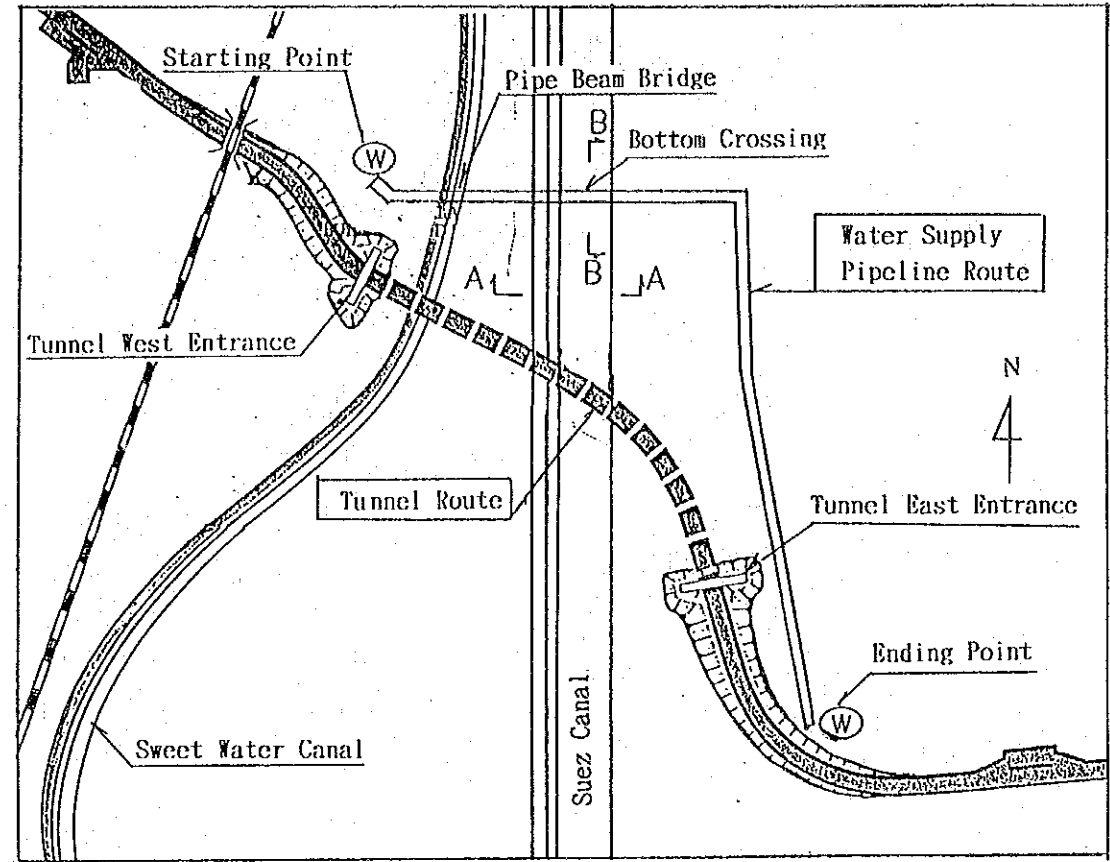 Starting Point
Pipe Beam Bridge
W
B
Bottom Crossing
Water Supply
Pipeline Route
A
B
A
Tunnel West Entrance
N
Tunnel Route
Tunnel East Entrance
Ending Point
W
Suez Canal
Sweet Water Canal